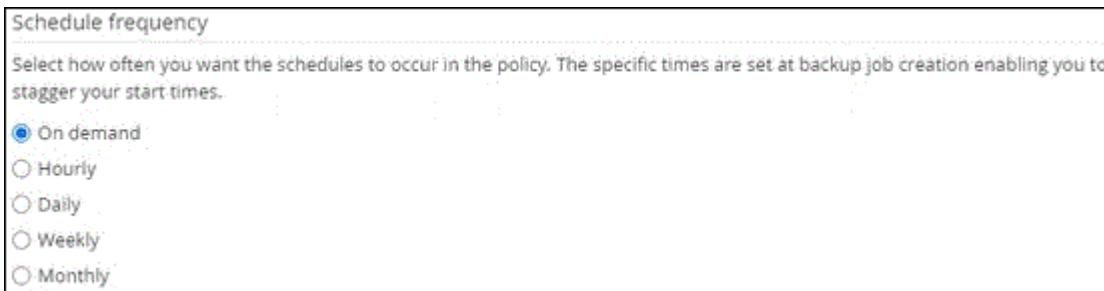 Schedule frequency
Select how often you want the schedules to occur in the policy. The specific times are set at backup job creation enabling you to
stagger your start times.
On demand
Hourly
Daily
Weekly
Monthly